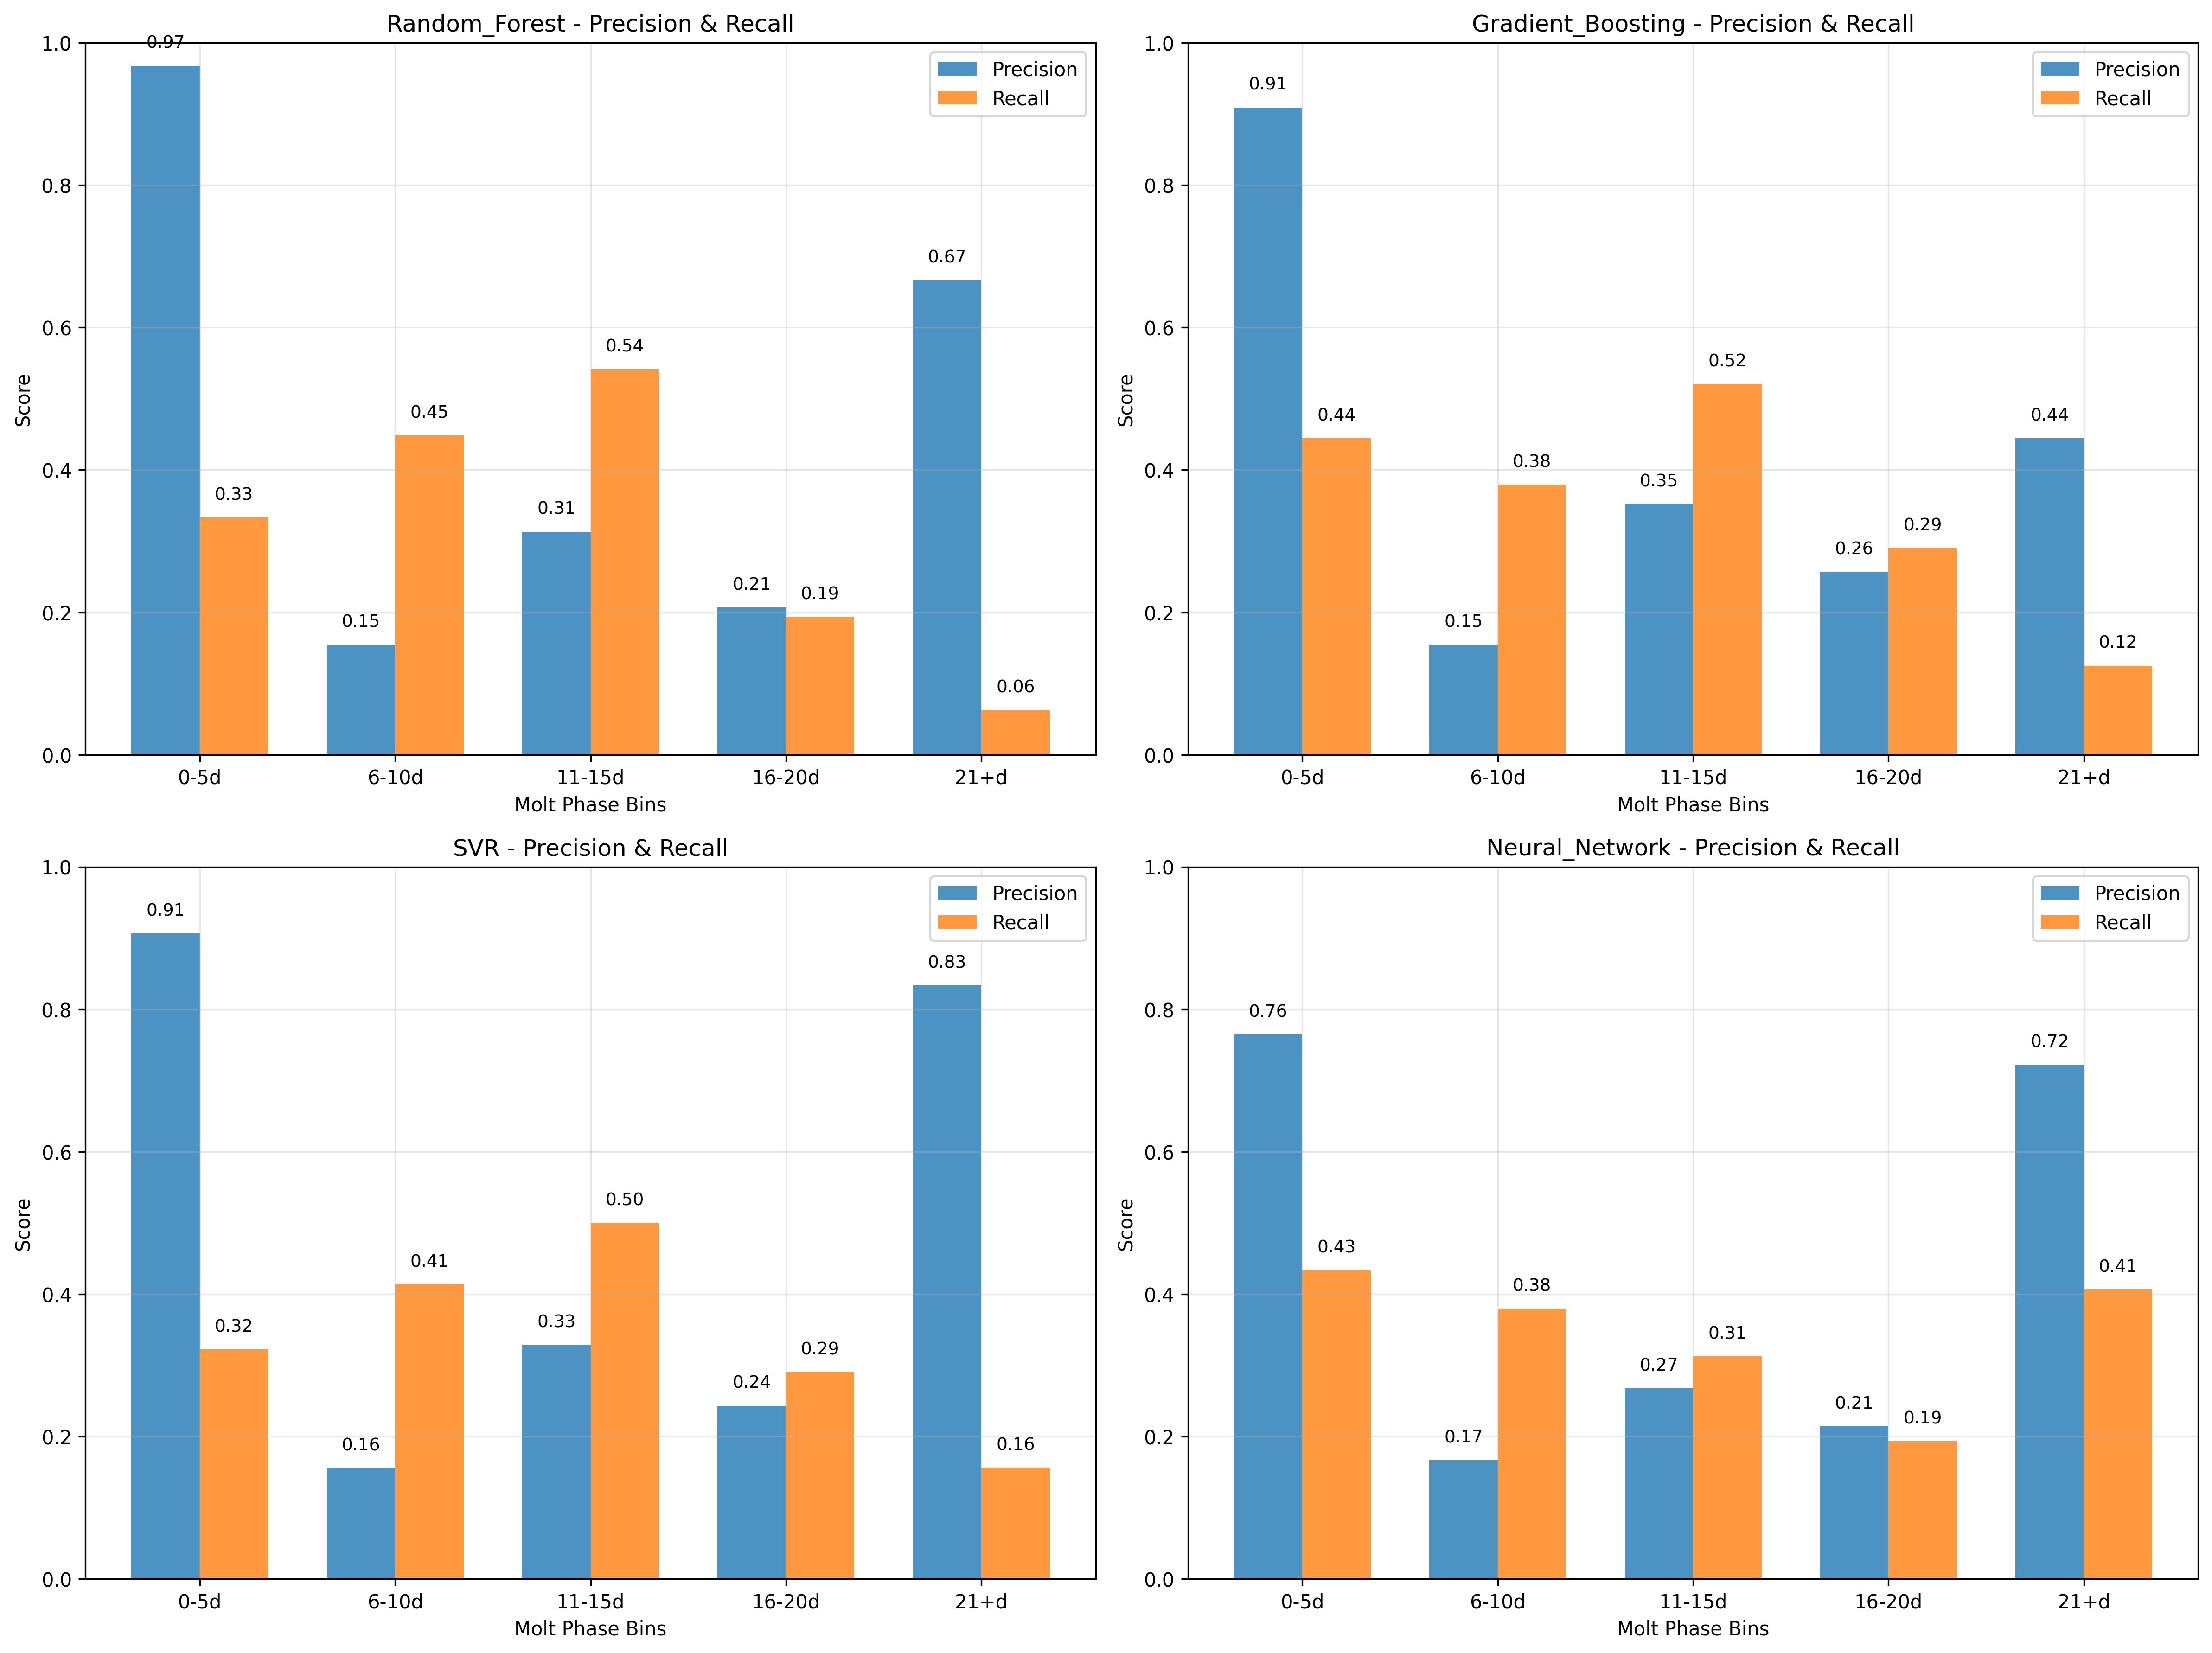 Random_Forest - Precision & Recall
Precision
Recall
1.0
0.8
0.6
0.4
0.2
0.0
Score
0.97
0.33
0.15
0.45
0.31
0.54
0.21
0.19
0.67
0.06
0-5d 6-10d 11-15d 16-20d 21+d
Molt Phase Bins
Gradient_Boosting - Precision & Recall
Precision
Recall
1.0
0.8
0.6
0.4
0.2
0.0
Score
0.91
0.44
0.15
0.38
0.35
0.52
0.26
0.29
0.44
0.12
0-5d 6-10d 11-15d 16-20d 21+d
Molt Phase Bins
SVR - Precision & Recall
Precision
Recall
1.0
0.8
0.6
0.4
0.2
0.0
Score
0.91
0.32
0.16
0.41
0.33
0.50
0.24
0.29
0.83
0.16
0-5d 6-10d 11-15d 16-20d 21+d
Molt Phase Bins
Neural_Network - Precision & Recall
Precision
Recall
1.0
0.8
0.6
0.4
0.2
0.0
Score
0.76
0.43
0.17
0.38
0.27
0.31
0.21
0.19
0.72
0.41
0-5d 6-10d 11-15d 16-20d 21+d
Molt Phase Bins